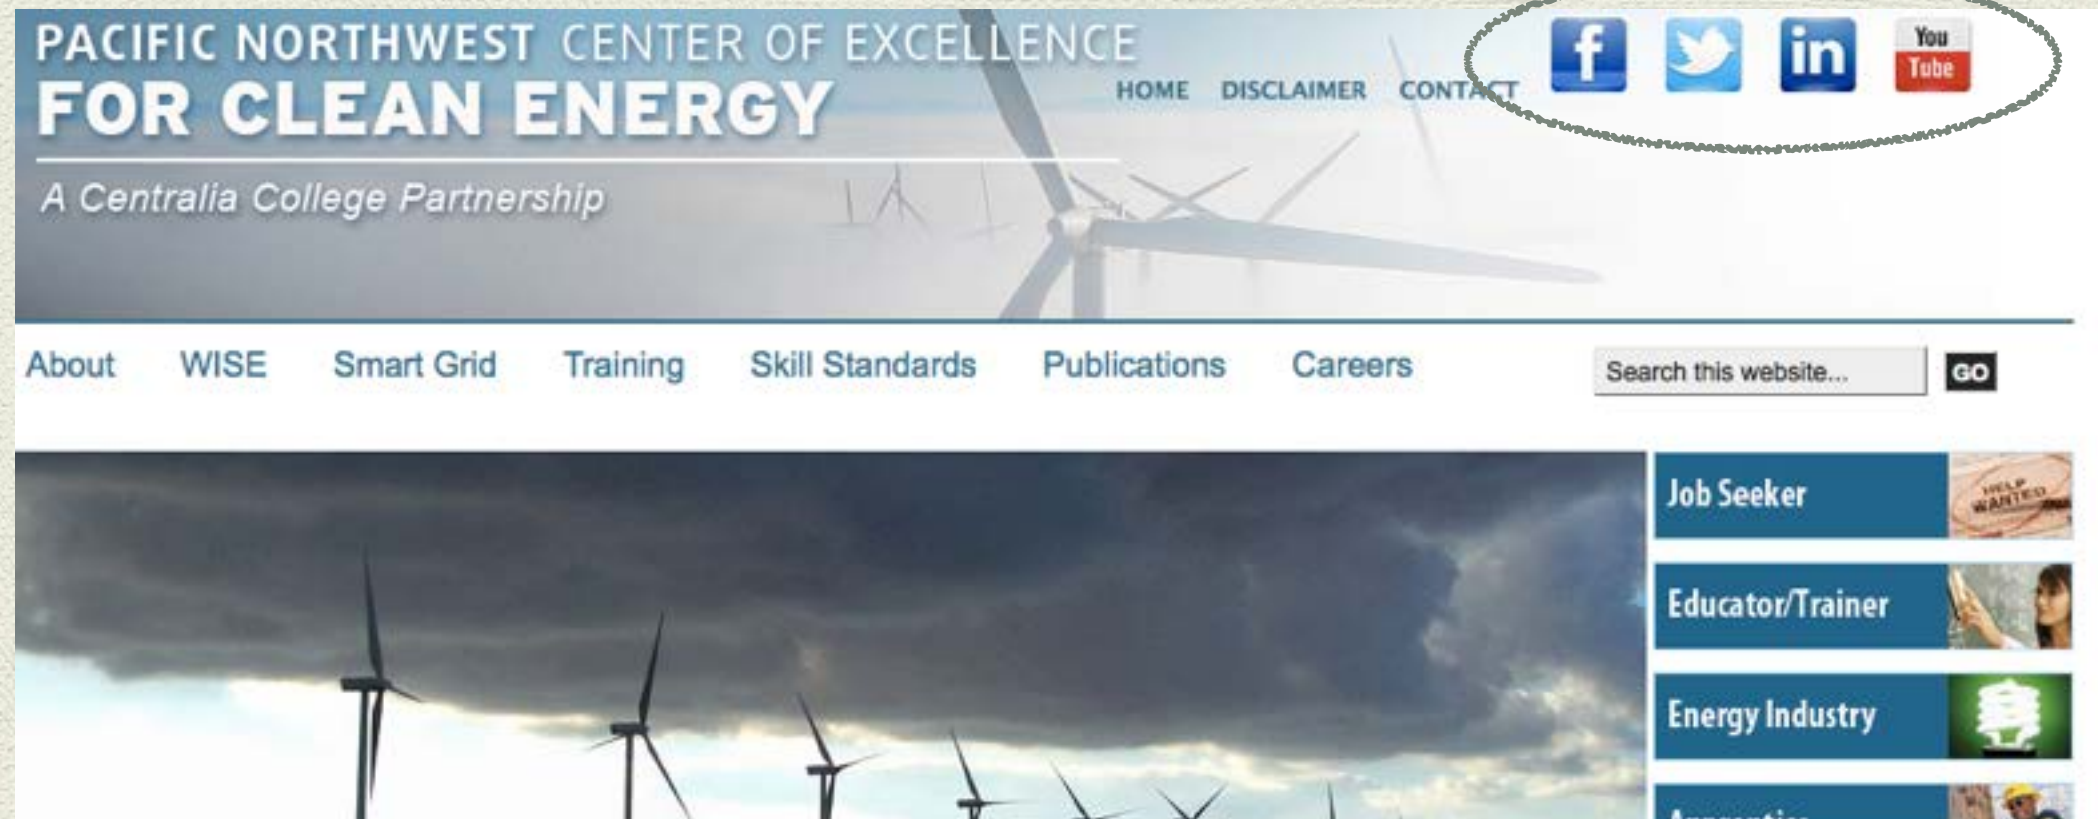 PACIFIC NORTHWEST CENTER OF EXCELLENCE
FOR CLEAN ENERGY
A Centralia College Partnership
HOME DISCLAIMER CONTACT
f
in
You
Tube
About WISE Smart Grid Training Skill Standards Publications Careers
Search this website... GO
Job Seeker
HELP
WANTED
Educator/Trainer
Energy Industry